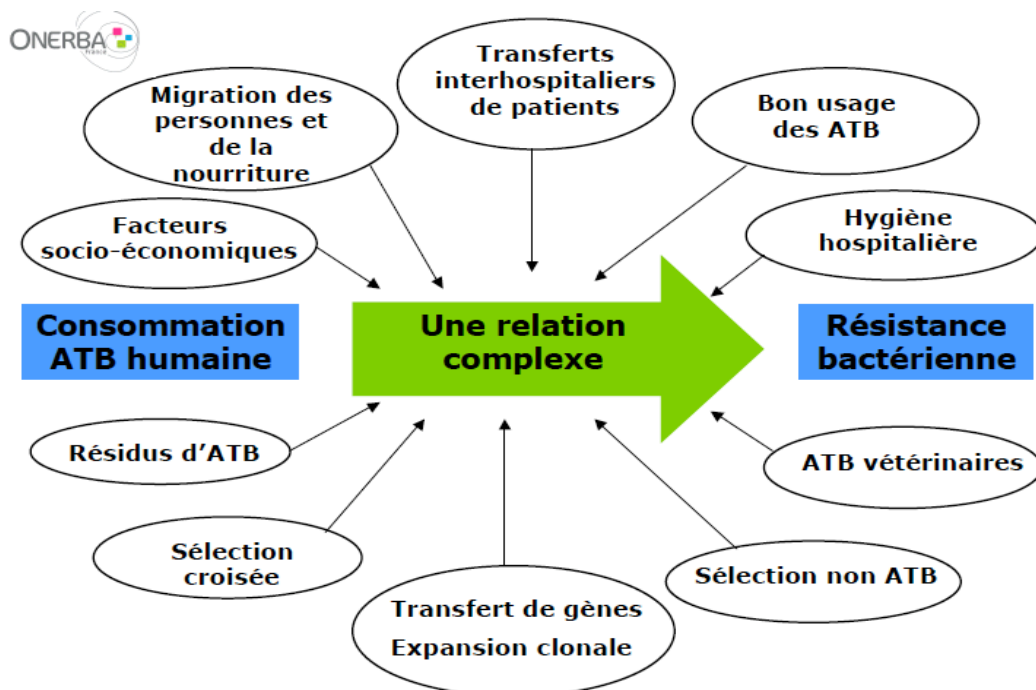 ONERBA
France
Transferts
interhospitaliers
de patients
Migration des
personnes et
de la
nourriture
Bon usage
des ATB
Facteurs
socio-économiques
Hygiène
hospitalière
Consommation
ATB humaine
Une relation
complexe
Résistance
bactérienne
Résidus d'ATB
ATB vétérinaires
Sélection
croisée
Transfert de gènes
Expansion clonale
Sélection non ATB